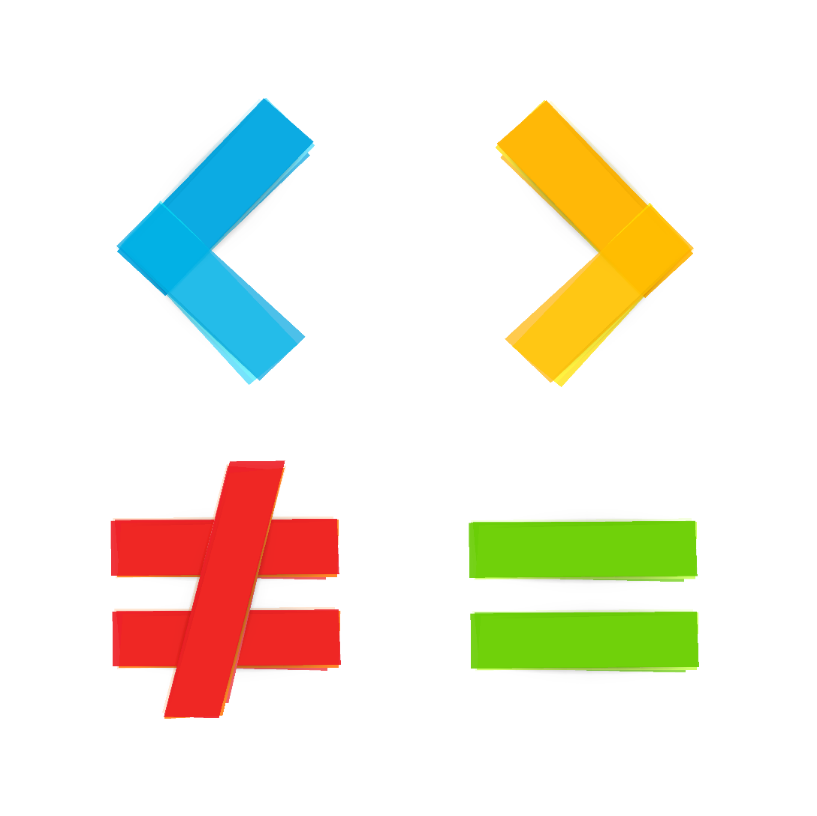 < >
≠ =